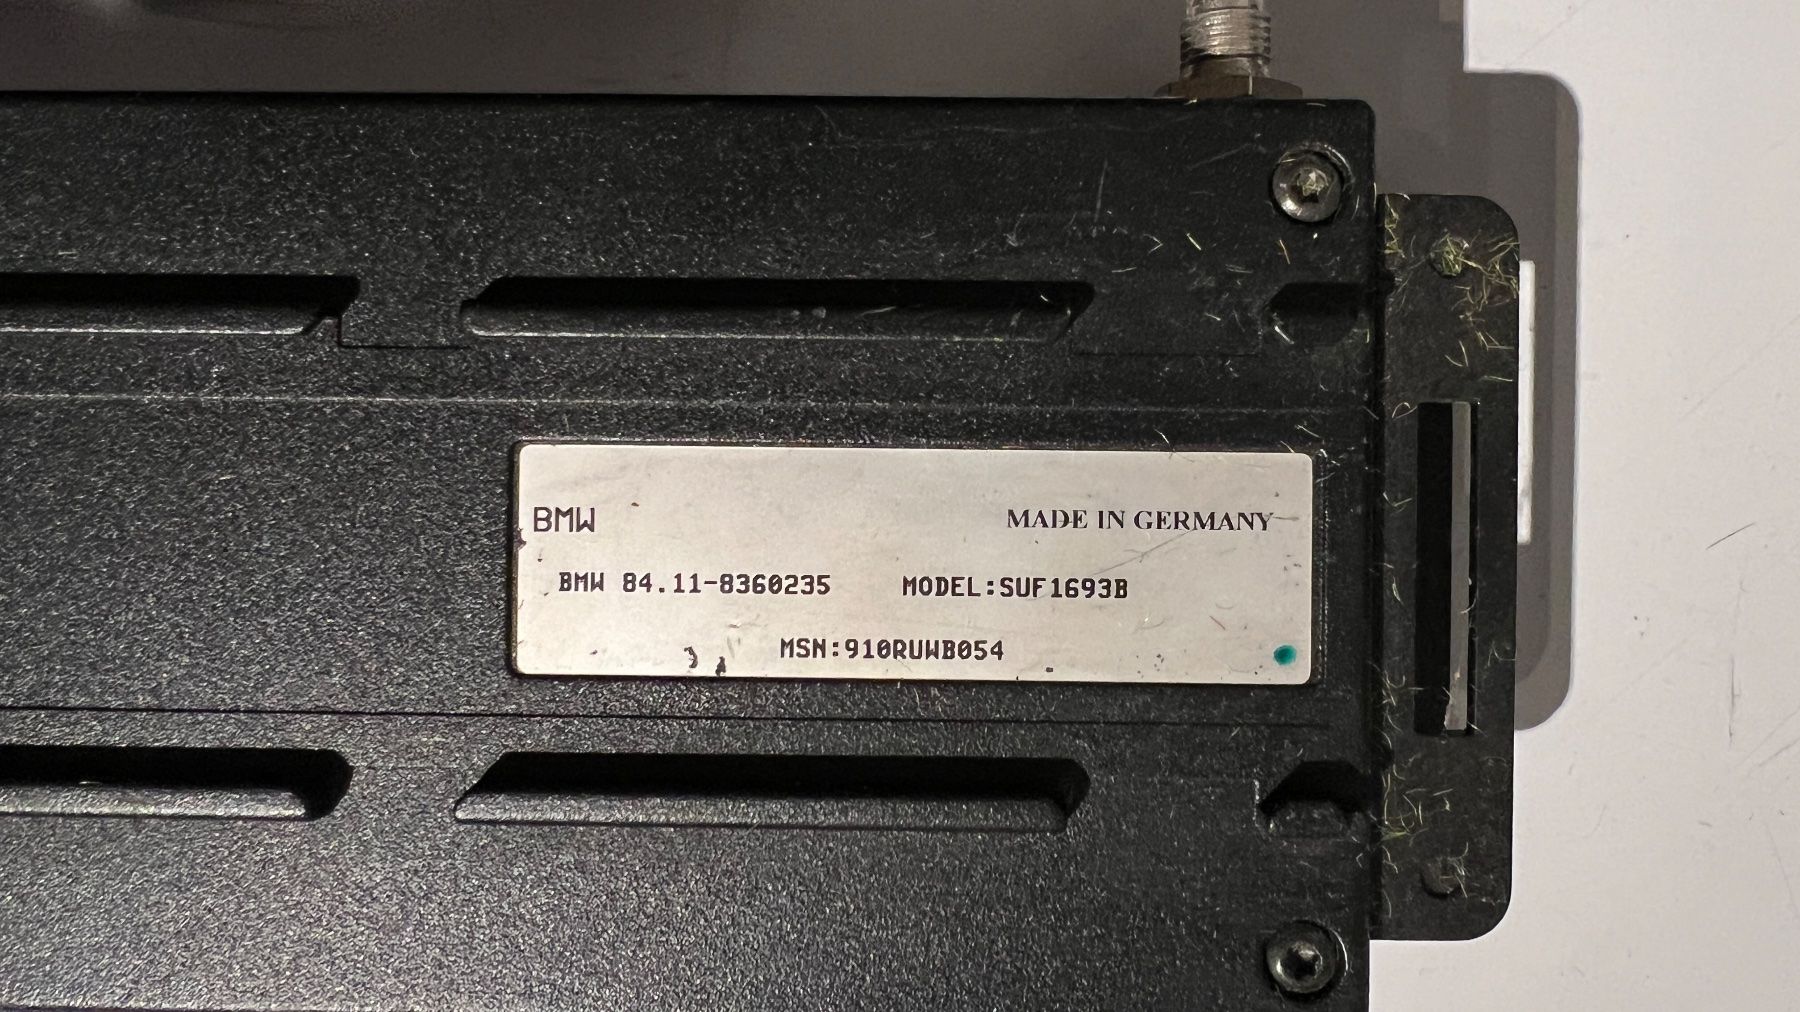 BMW MADE IN GERMANY
BMW 84.11-8360235 MODEL:SUF1693B
MSN:910RUWB054